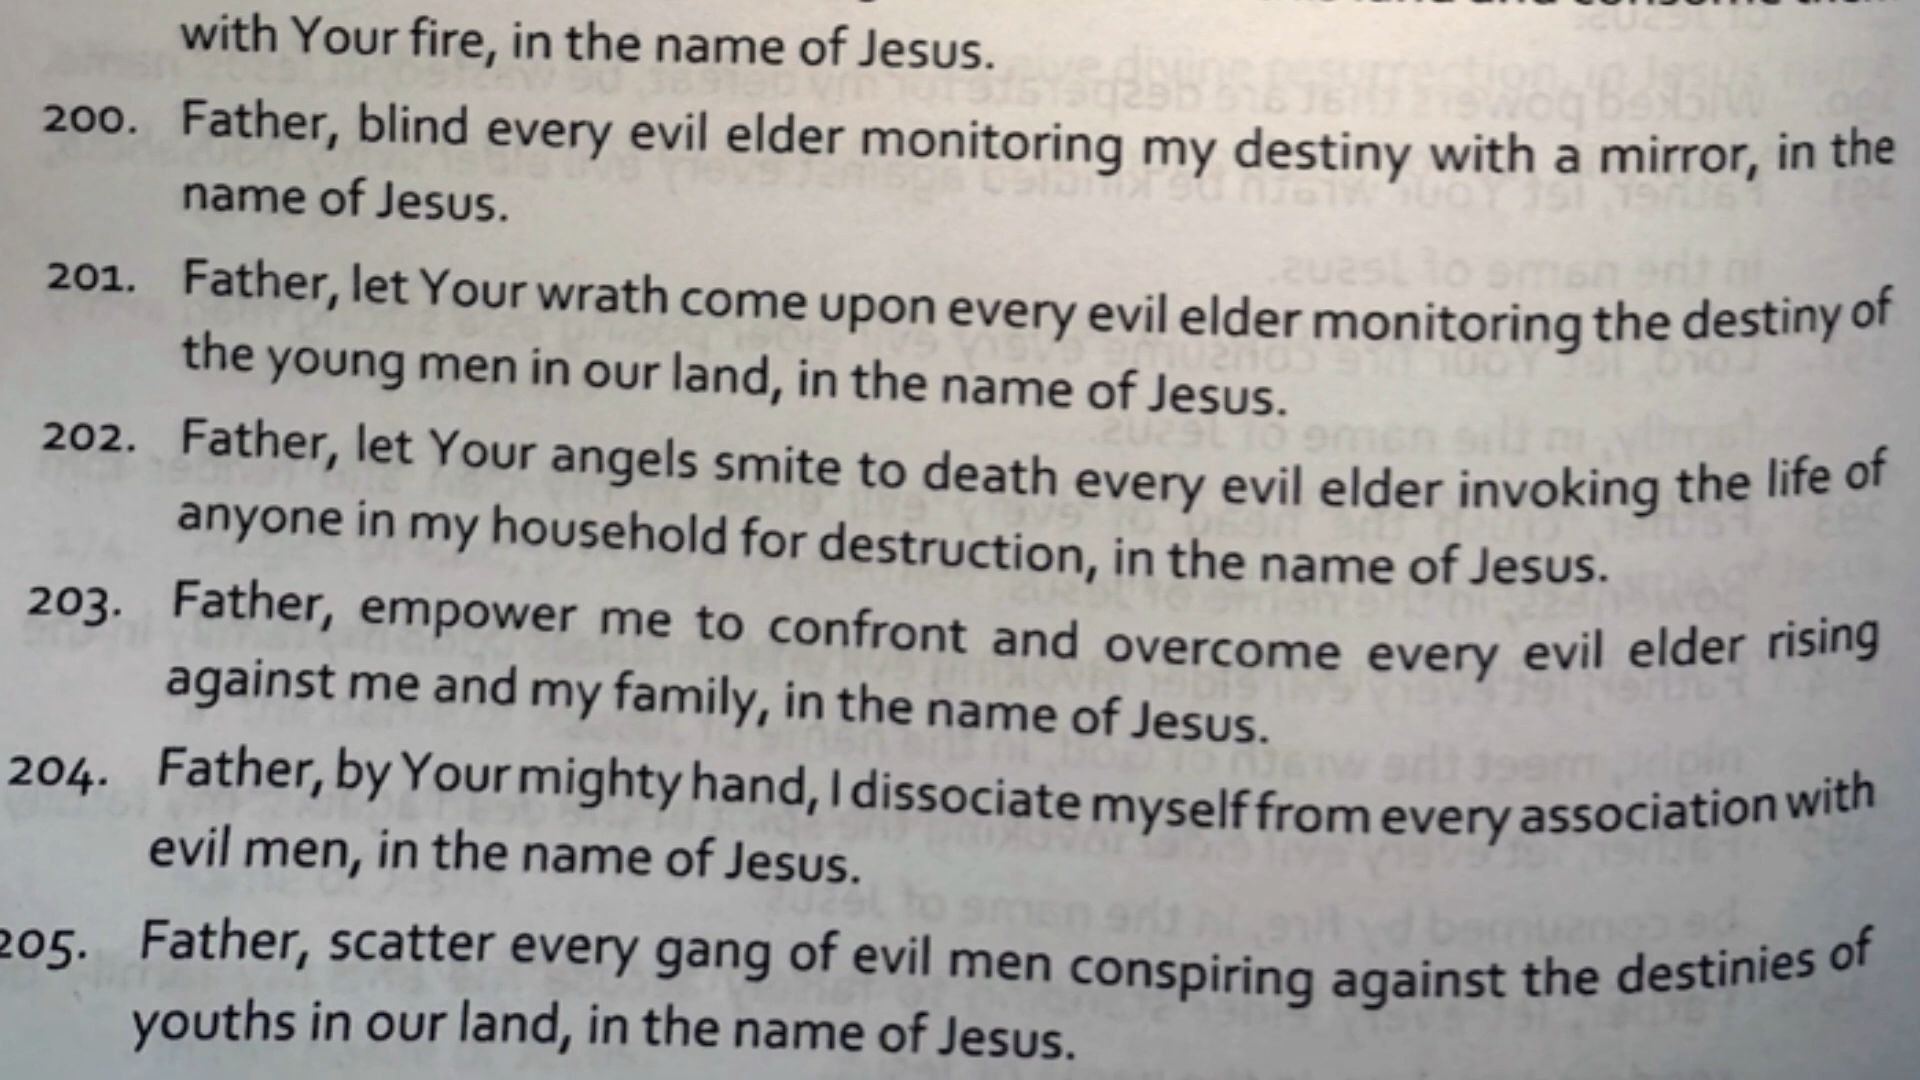 with Your fire, in the name of Jesus.
200. Father, blind every evil elder monitoring my destiny with a mirror, in the
name of Jesus.
201. Father, let Your wrath come upon every evil elder monitoring the destiny of
the young men in our land, in the name of Jesus.
202. Father, let Your angels smite to death every evil elder invoking the life of
anyone in my household for destruction, in the name of Jesus.
203. Father, empower me to confront and overcome every evil elder rising
against me and my family, in the name of Jesus.
204. Father, by Your mighty hand, I dissociate myself from every association with
evil men, in the name of Jesus.
205. Father, scatter every gang of evil men conspiring against the destinies of
youths in our land, in the name of Jesus.